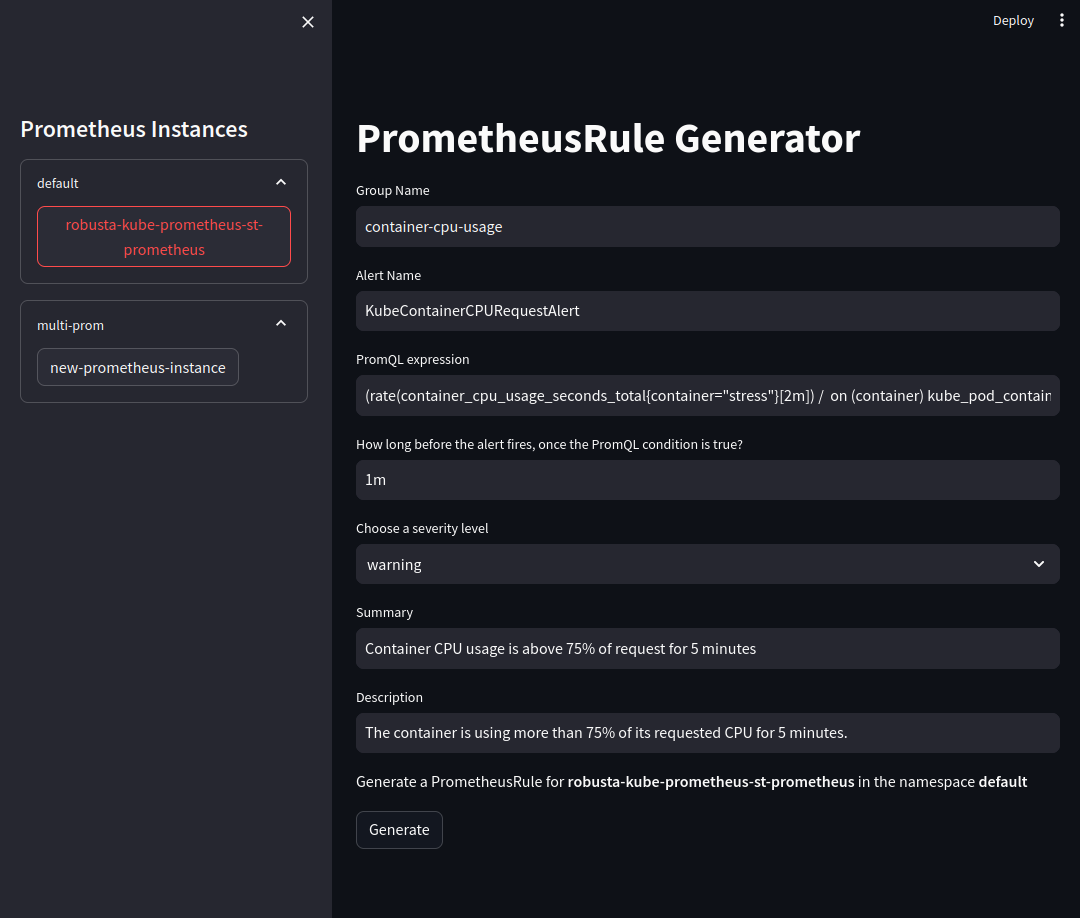 Deploy
Prometheus Instances
default
robusta-kube-prometheus-st-
prometheus
multi-prom
new-prometheus-instance
PrometheusRule Generator
Group Name
container-cpu-usage
Alert Name
KubeContainerCPURequestAlert
PromQL expression
(rate(container_cpu_usage_seconds_total{container="stress"}[2m]) / on (container) kube_pod_contain
How long before the alert fires, once the PromQL condition is true?
1m
Choose a severity level
warning
Summary
Container CPU usage is above 75% of request for 5 minutes
Description
The container is using more than 75% of its requested CPU for 5 minutes.
Generate a PrometheusRule for robusta-kube-prometheus-st-prometheus in the namespace default
Generate